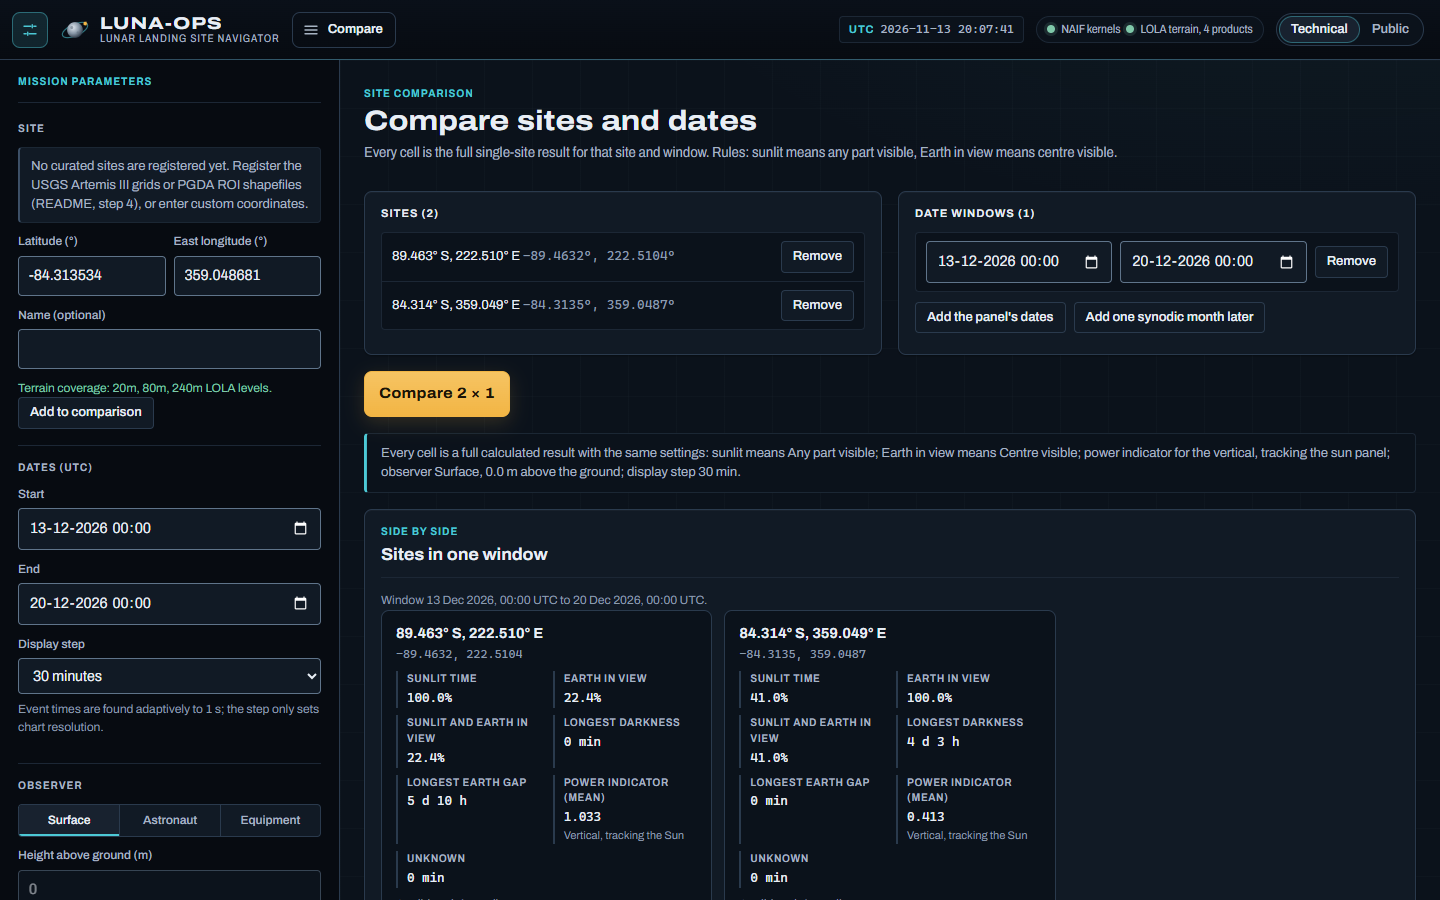 LUNA-OPS
LUNAR LANDING SITE NAVIGATOR
Compare
UTC 2026-11-13 20:07:41
NAIF kernels
LOLA terrain, 4 products
Technical
Public
MISSION PARAMETERS
SITE
No curated sites are registered yet. Register the
USGS Artemis III grids or PGDA ROI shapefiles
(README, step 4), or enter custom coordinates.
Latitude (°)
East longitude (°)
-84.313534
359.048681
Name (optional)
Terrain coverage: 20m, 80m, 240m LOLA levels.
Add to comparison
DATES (UTC)
Start
13-12-2026 00:00
End
20-12-2026 00:00
Display step
30 minutes
Event times are found adaptively to 1 s; the step only sets
chart resolution.
OBSERVER
Surface
Astronaut
Equipment
Height above ground (m)
0
SITE COMPARISON
Compare sites and dates
Every cell is the full single-site result for that site and window. Rules: sunlit means any part visible, Earth in view means centre visible.
SITES (2)
89.463° S, 222.510° E −89.4632°, 222.5104°
Remove
84.314° S, 359.049° E −84.3135°, 359.0487°
Remove
DATE WINDOWS (1)
13-12-2026 00:00
20-12-2026 00:00
Remove
Add the panel's dates
Add one synodic month later
Compare 2 × 1
Every cell is a full calculated result with the same settings: sunlit means Any part visible; Earth in view means Centre visible; power indicator for the vertical, tracking the sun panel;
observer Surface, 0.0 m above the ground; display step 30 min.
SIDE BY SIDE
Sites in one window
Window 13 Dec 2026, 00:00 UTC to 20 Dec 2026, 00:00 UTC.
89.463° S, 222.510° E
−89.4632, 222.5104
SUNLIT TIME
100.0%
EARTH IN VIEW
22.4%
SUNLIT AND EARTH IN
VIEW
22.4%
LONGEST DARKNESS
0 min
LONGEST EARTH GAP
5 d 10 h
POWER INDICATOR
(MEAN)
1.033
Vertical, tracking the Sun
UNKNOWN
0 min
84.314° S, 359.049° E
−84.3135, 359.0487
SUNLIT TIME
41.0%
EARTH IN VIEW
100.0%
SUNLIT AND EARTH IN
VIEW
41.0%
LONGEST DARKNESS
4 d 3 h
LONGEST EARTH GAP
0 min
POWER INDICATOR
(MEAN)
0.413
Vertical, tracking the Sun
UNKNOWN
0 min